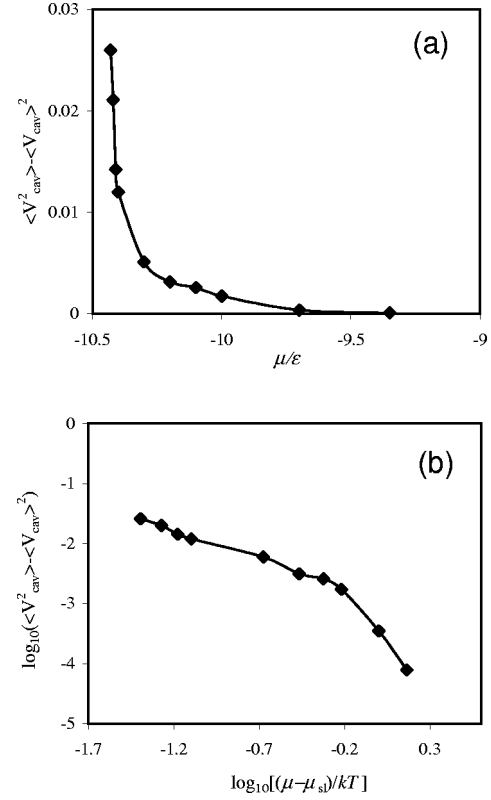 (a)
0.03
0.02
0.01
0
<V²cav>-<Vcav>²
-10.5 -10 -9.5 -9
μ/ε
(b)
0
-1
-2
-3
-4
-5
log₁₀(<V²cav>-<Vcav>²)
-1.7 -1.2 -0.7 -0.2 0.3
log₁₀[(μ-μsl)/kT]